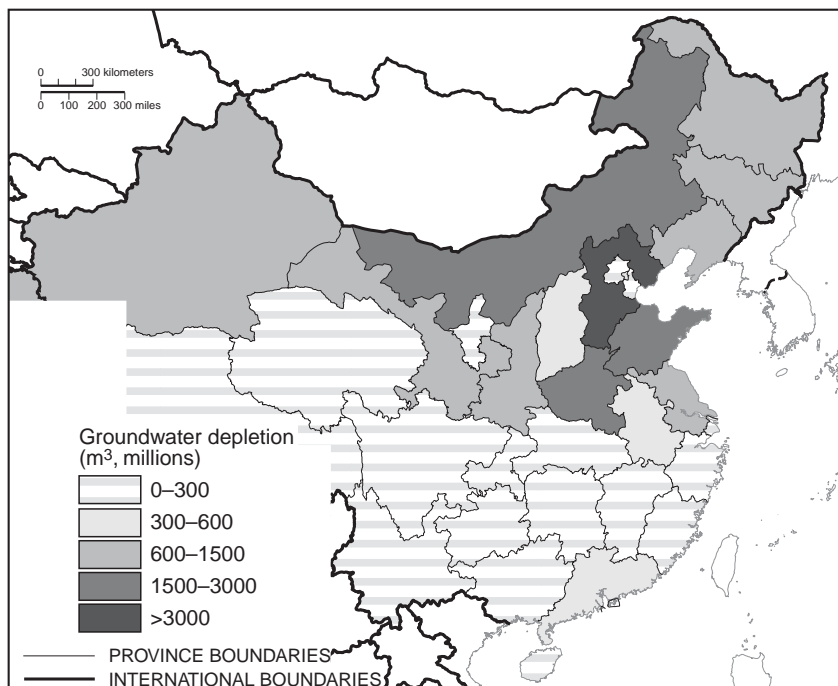 0 300 kilometers
0 100 200 300 miles
Groundwater depletion
(m³, millions)
0–300
300–600
600–1500
1500–3000
>3000
PROVINCE BOUNDARIES
INTERNATIONAL BOUNDARIES